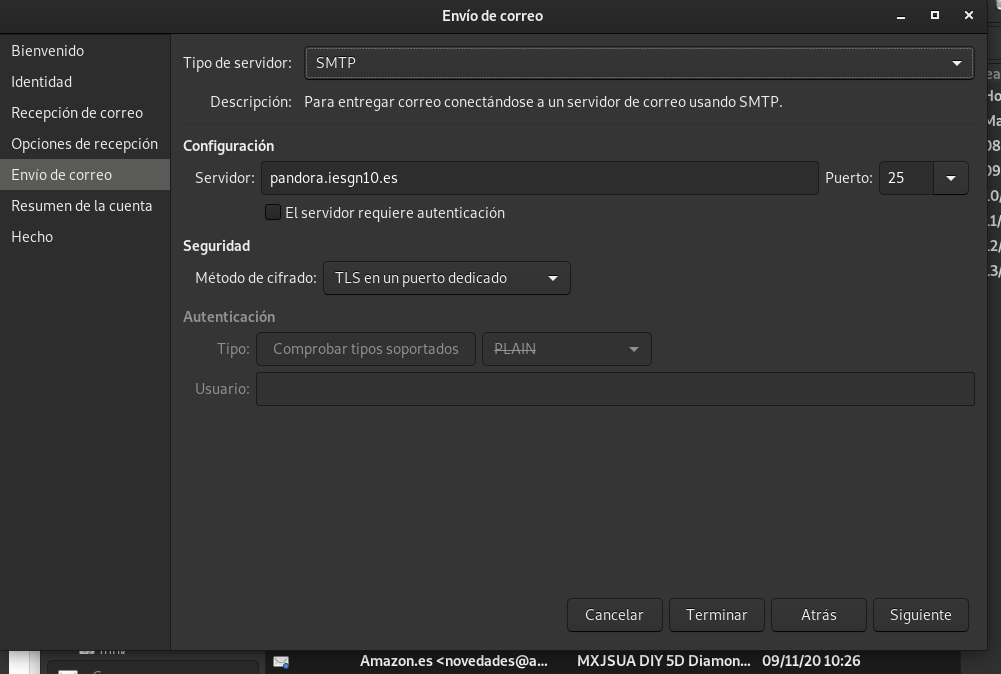 Envío de correo
Bienvenido
Identidad
Recepción de correo
Opciones de recepción
Envío de correo
Resumen de la cuenta
Hecho
Tipo de servidor: SMTP
Descripción: Para entregar correo conectándose a un servidor de correo usando SMTP.
Configuración
Servidor: pandora.iesgn10.es Puerto: 25
El servidor requiere autenticación
Seguridad
Método de cifrado: TLS en un puerto dedicado
Autenticación
Tipo: Comprobar tipos soportados PLAIN
Usuario:
Cancelar Terminar Atrás Siguiente
Amazon.es <novedades@a... MXJSUA DIY 5D Diamon... 09/11/20 10:26